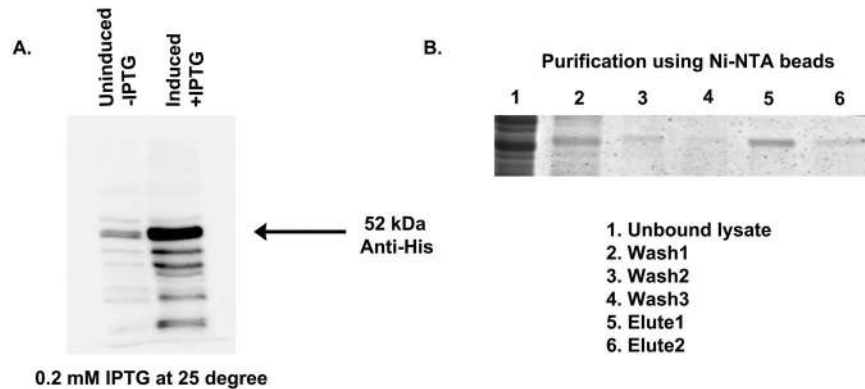 A.
Uninduced
-IPTG
Induced
+IPTG
52 kDa
Anti-His
0.2 mM IPTG at 25 degree
B.
Purification using Ni-NTA beads
1 2 3 4 5 6
1. Unbound lysate
2. Wash1
3. Wash2
4. Wash3
5. Elute1
6. Elute2